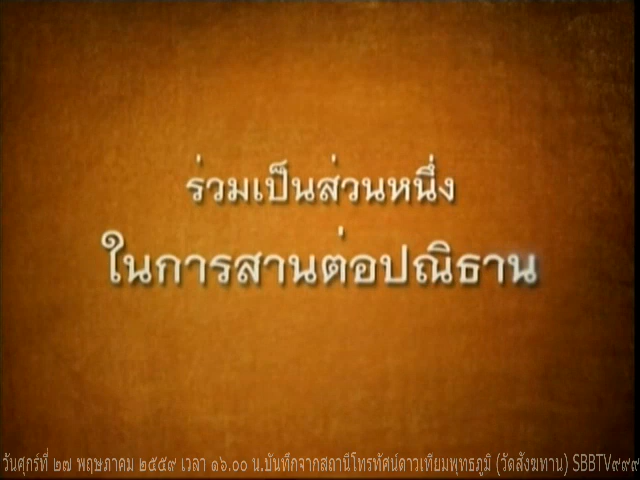 ร่วมเป็นส่วนหนึ่ง
ในการสานต่อปณิธาน
วันศุกร์ที่ ๒๗ พฤษภาคม ๒๕๕๙ เวลา ๑๖.๐๐ น.บันทึกจากสถานีโทรทัศน์ดาวเทียมพุทธภูมิ (วัดสังฆทาน) SBBTV๙๙๙